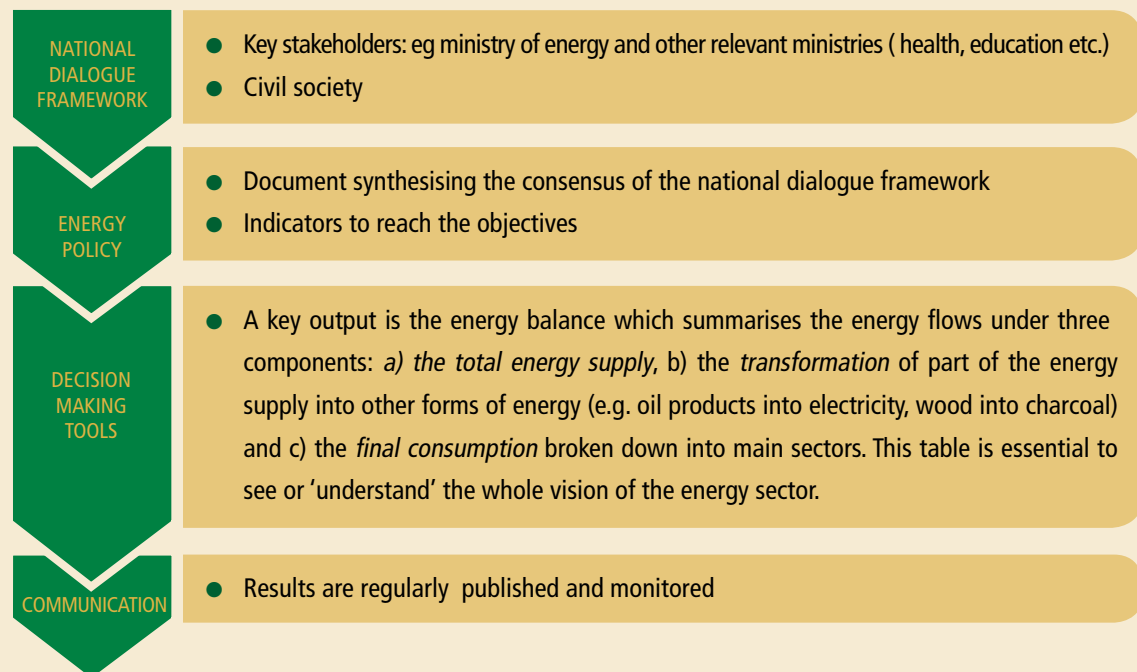 NATIONAL
DIALOGUE
FRAMEWORK
● Key stakeholders: eg ministry of energy and other relevant ministries ( health, education etc.)
● Civil society
ENERGY
POLICY
● Document synthesising the consensus of the national dialogue framework
● Indicators to reach the objectives
DECISION
MAKING
TOOLS
● A key output is the energy balance which summarises the energy flows under three
components: a) the total energy supply, b) the transformation of part of the energy
supply into other forms of energy (e.g. oil products into electricity, wood into charcoal)
and c) the final consumption broken down into main sectors. This table is essential to
see or ‘understand’ the whole vision of the energy sector.
COMMUNICATION
● Results are regularly published and monitored